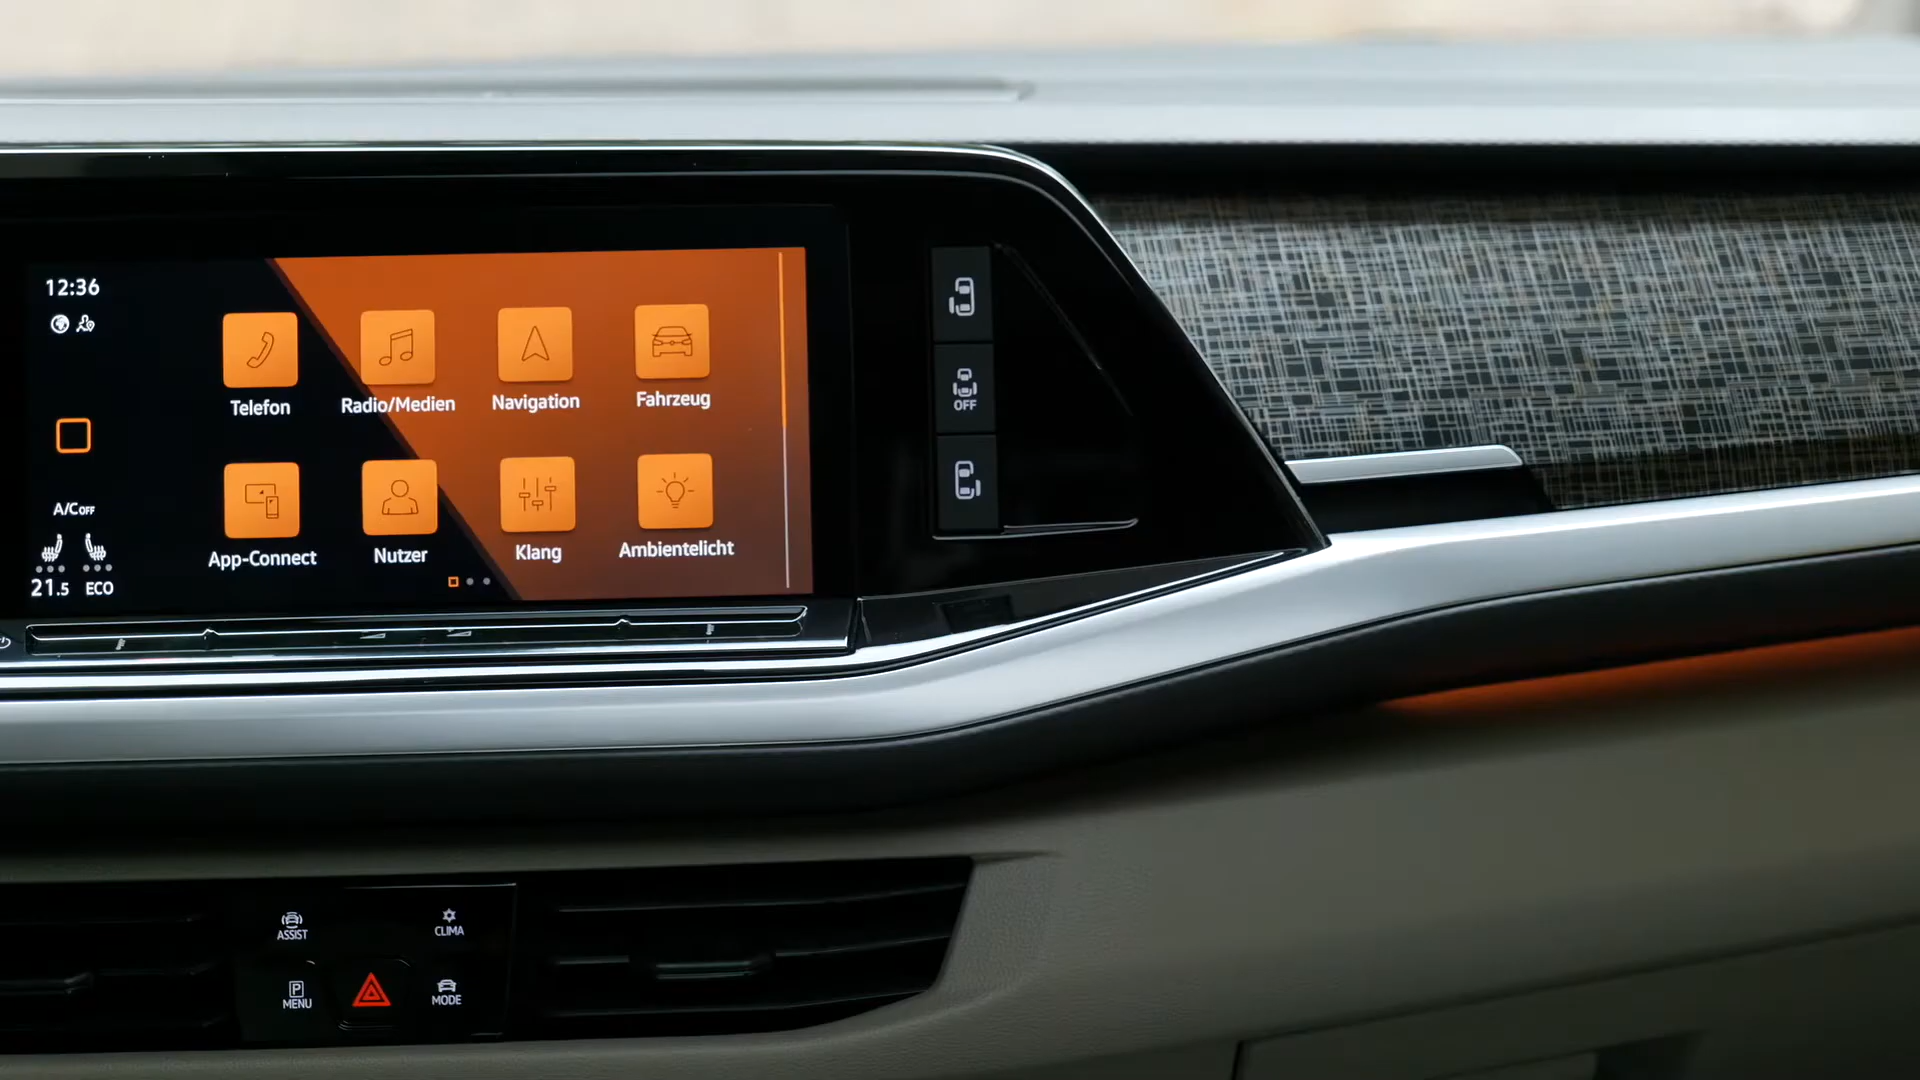 12:36
Telefon
Radio/Medien
Navigation
Fahrzeug
A/C OFF
App-Connect
Nutzer
Klang
Ambientelicht
21.5
ECO
OFF
ASSIST
CLIMA
P
MENU
MODE